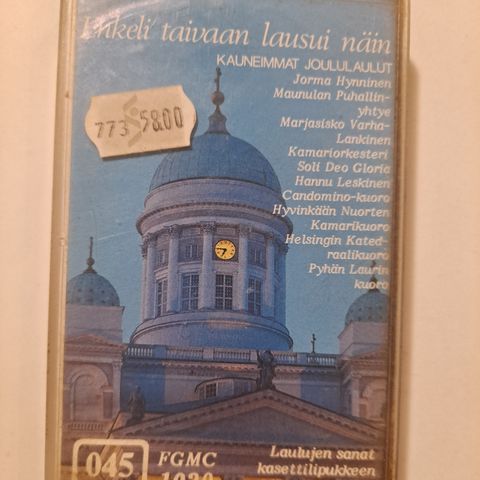 Enkeli taivaan lausui näin
KAUNEIMMAT JOULULAULUT
Jorma Hynninen
Maunulan Puhallin-
yhtye
Marjasisko Varha-
Lankinen
Kamariorkesteri
Soli Deo Gloria
Hannu Leskinen
Candomino-kuoro
Hyvinkään Nuorten
Kamarikuoro
Helsingin Kated-
raalikuoro
Pyhän Laurin
kuoro
773 58.00
045
FGMC
1030
Laulujen sanat
kasettilipukkeen